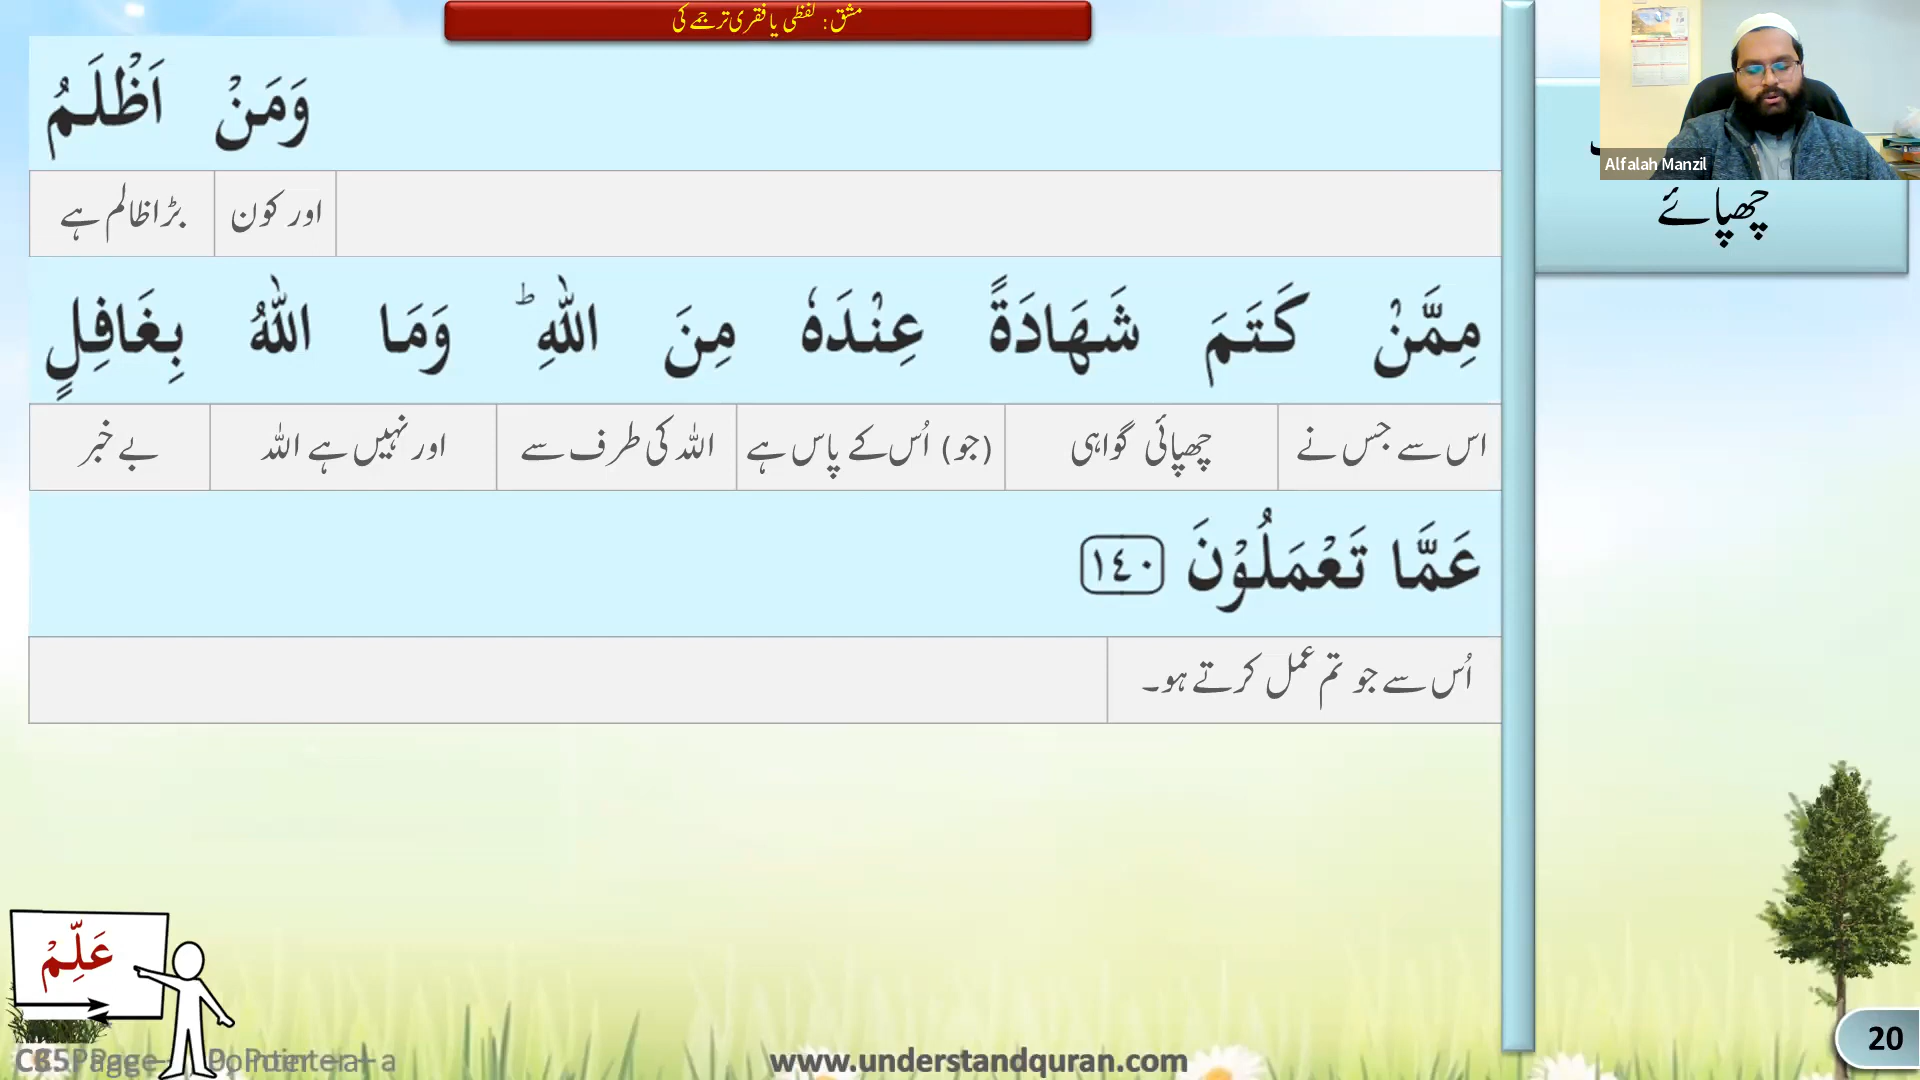 مشق: لفظی یا فقری ترجمے کی
وَمَنْ اَظْلَمُ
اور کون بڑا ظالم ہے
مِمَّنْ كَتَمَ شَهَادَةً عِنْدَهٗ مِنَ اللّٰهِ ؕ وَمَا اللّٰهُ بِغَافِلٍ
اس سے جس نے چھپائی گواہی (جو) اُس کے پاس ہے اللہ کی طرف سے اور نہیں ہے اللہ بے خبر
عَمَّا تَعْمَلُوْنَ ١٤٠
اُس سے جو تم عمل کرتے ہو۔
Alfalah Manzil
چھپائے
عَلِّمْ
www.understandquran.com
20